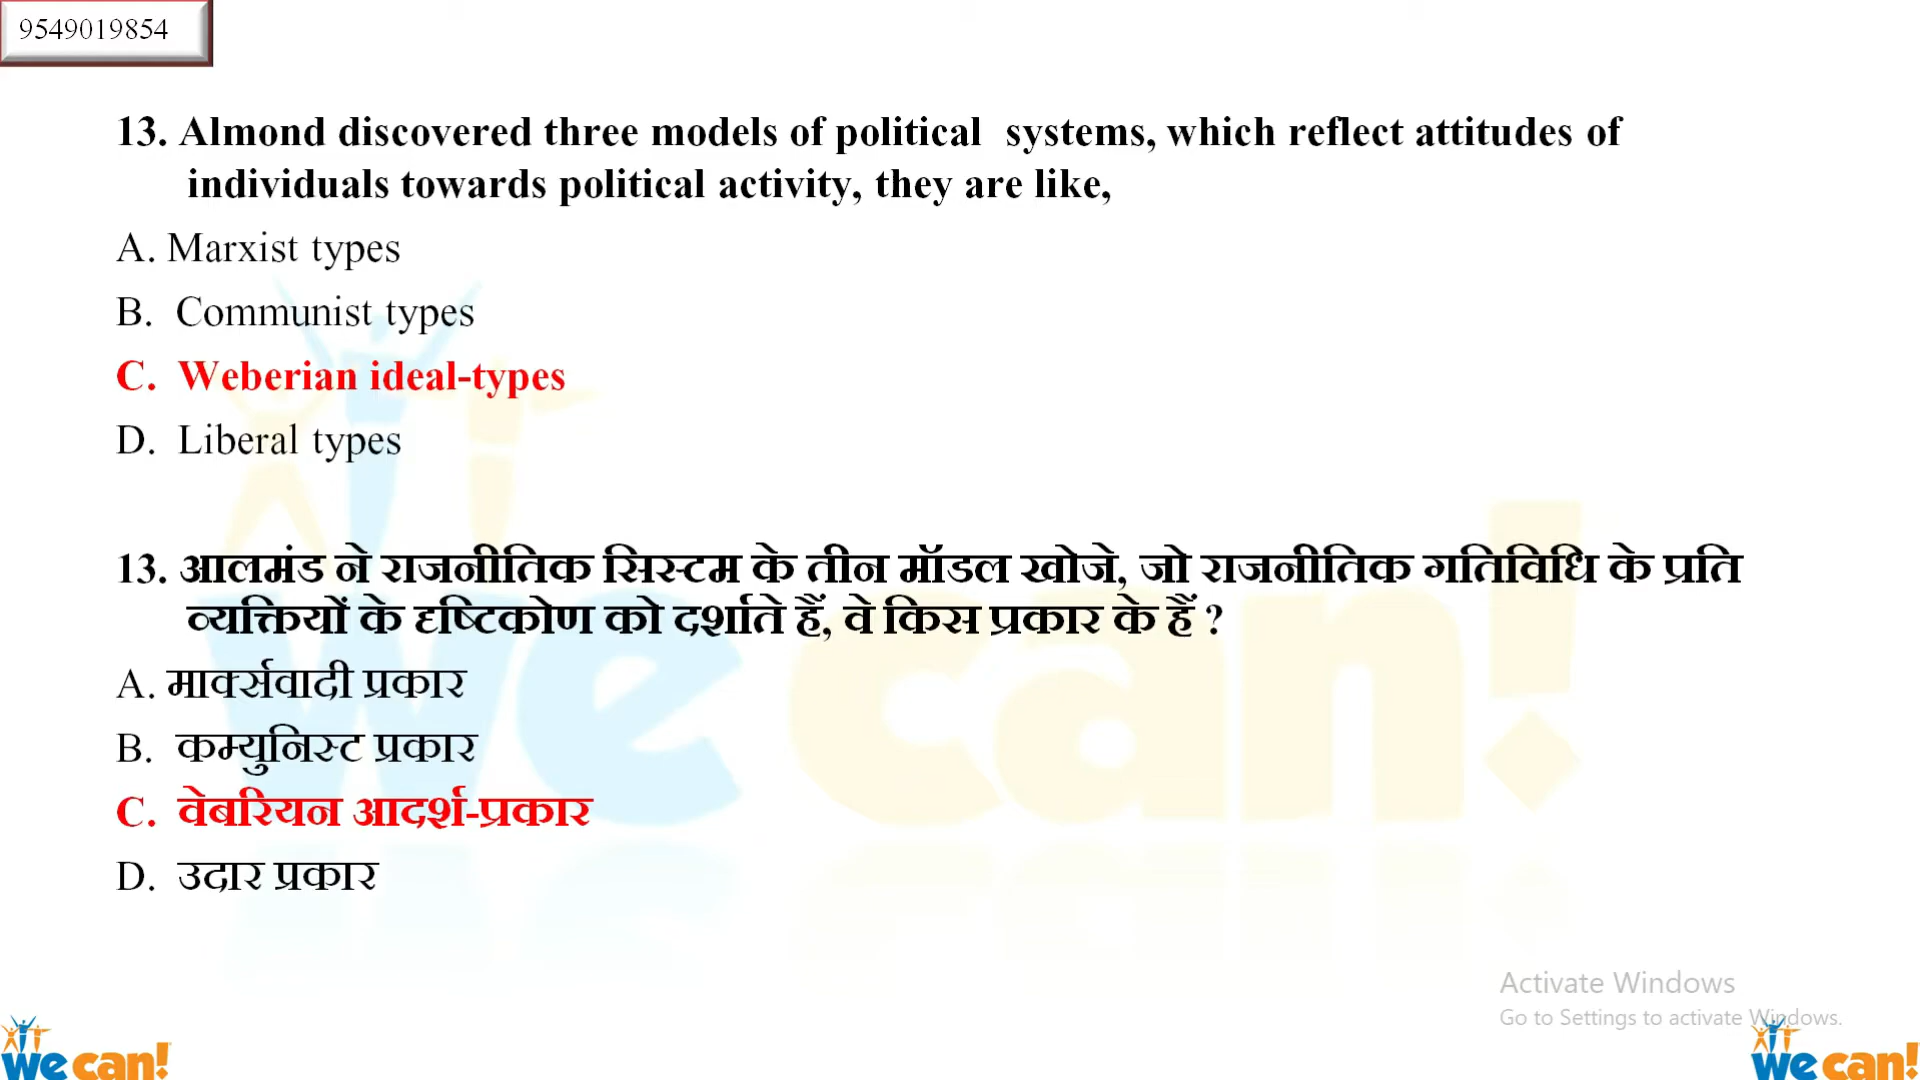 9549019854
13. Almond discovered three models of political systems, which reflect attitudes of
individuals towards political activity, they are like,
A. Marxist types
B. Communist types
C. Weberian ideal-types
D. Liberal types
13. आलमंड ने राजनीतिक सिस्टम के तीन मॉडल खोजे, जो राजनीतिक गतिविधि के प्रति
व्यक्तियों के दृष्टिकोण को दर्शाते हैं, वे किस प्रकार के हैं ?
A. मार्क्सवादी प्रकार
B. कम्युनिस्ट प्रकार
C. वेबरियन आदर्श-प्रकार
D. उदार प्रकार
we can!
Activate Windows
Go to Settings to activate Windows.
we can!
we can!